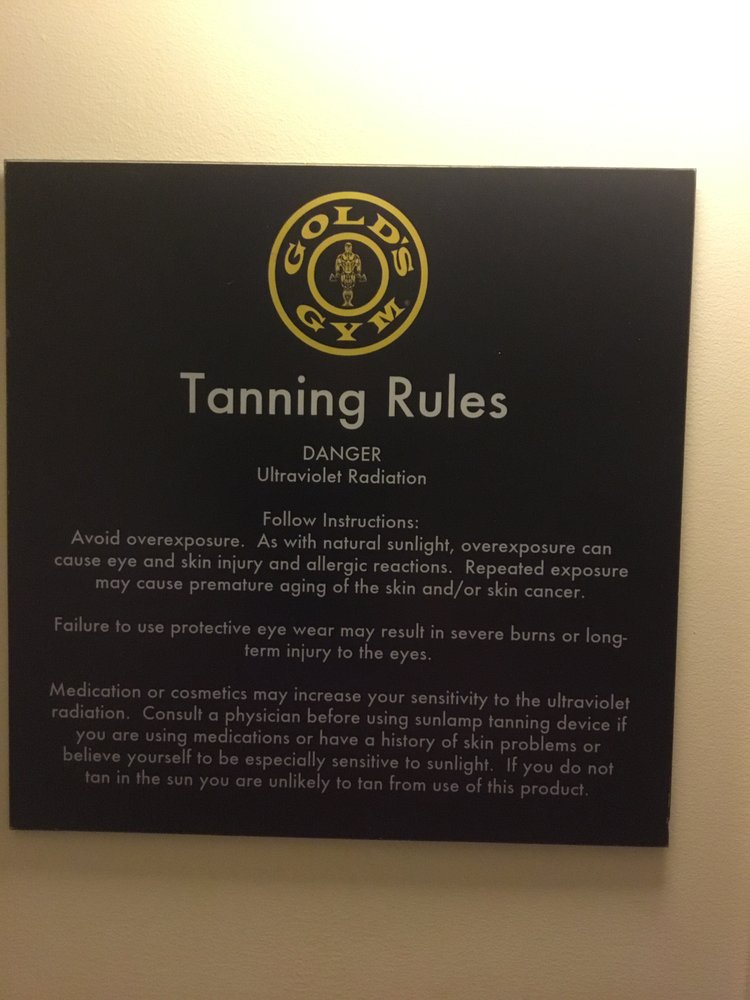 GOLD'S
GYM
Tanning Rules
DANGER
Ultraviolet Radiation
Follow Instructions:
Avoid overexposure. As with natural sunlight, overexposure can
cause eye and skin injury and allergic reactions. Repeated exposure
may cause premature aging of the skin and/or skin cancer.
Failure to use protective eye wear may result in severe burns or long-
term injury to the eyes.
Medication or cosmetics may increase your sensitivity to the ultraviolet
radiation. Consult a physician before using sunlamp tanning device if
you are using medications or have a history of skin problems or
believe yourself to be especially sensitive to sunlight. If you do not
tan in the sun you are unlikely to tan from use of this product.